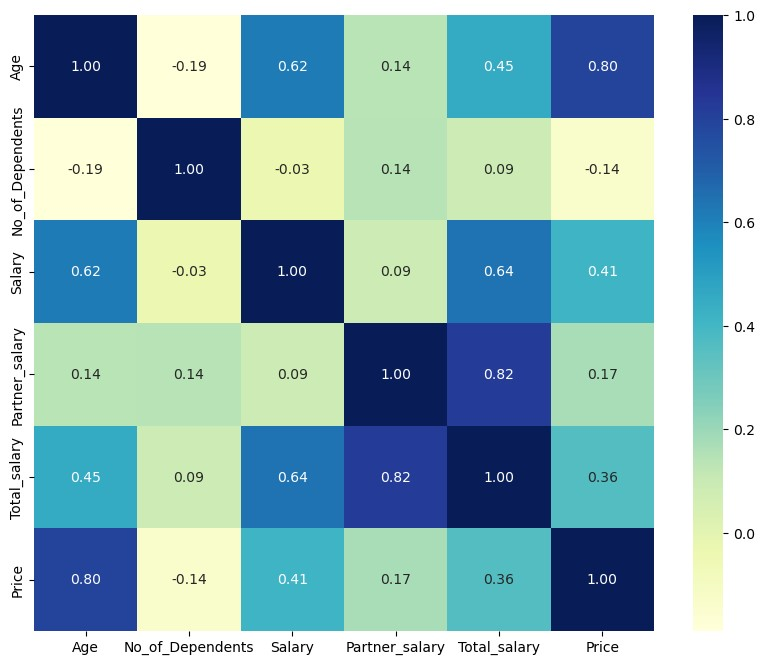 Age 1.00 -0.19 0.62 0.14 0.45 0.80
No_of_Dependents -0.19 1.00 -0.03 0.14 0.09 -0.14
Salary 0.62 -0.03 1.00 0.09 0.64 0.41
Partner_salary 0.14 0.14 0.09 1.00 0.82 0.17
Total_salary 0.45 0.09 0.64 0.82 1.00 0.36
Price 0.80 -0.14 0.41 0.17 0.36 1.00
Age No_of_Dependents Salary Partner_salary Total_salary Price
1.0
0.8
0.6
0.4
0.2
0.0